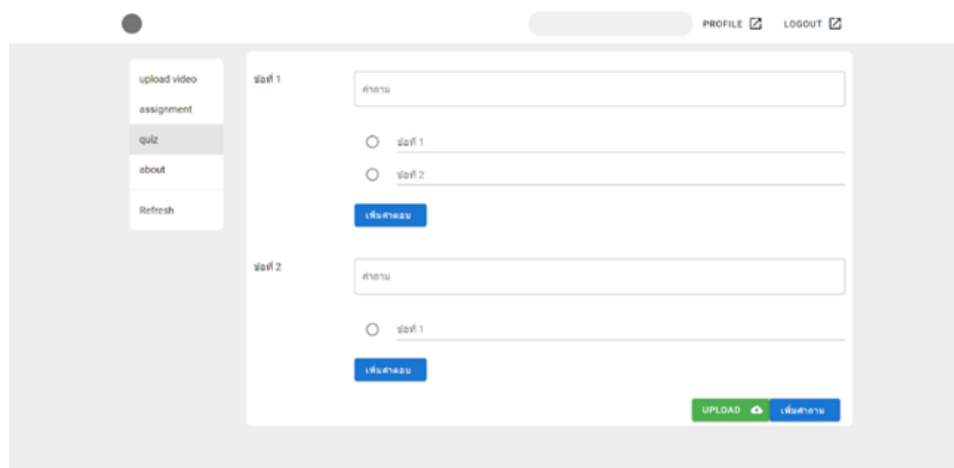 PROFILE LOGOUT
upload video
assignment
quiz
about
Refresh
ข้อที่ 1
คำถาม
ข้อที่ 1
ข้อที่ 2
เพิ่มคำตอบ
ข้อที่ 2
คำถาม
ข้อที่ 1
เพิ่มคำตอบ
UPLOAD เพิ่มคำถาม